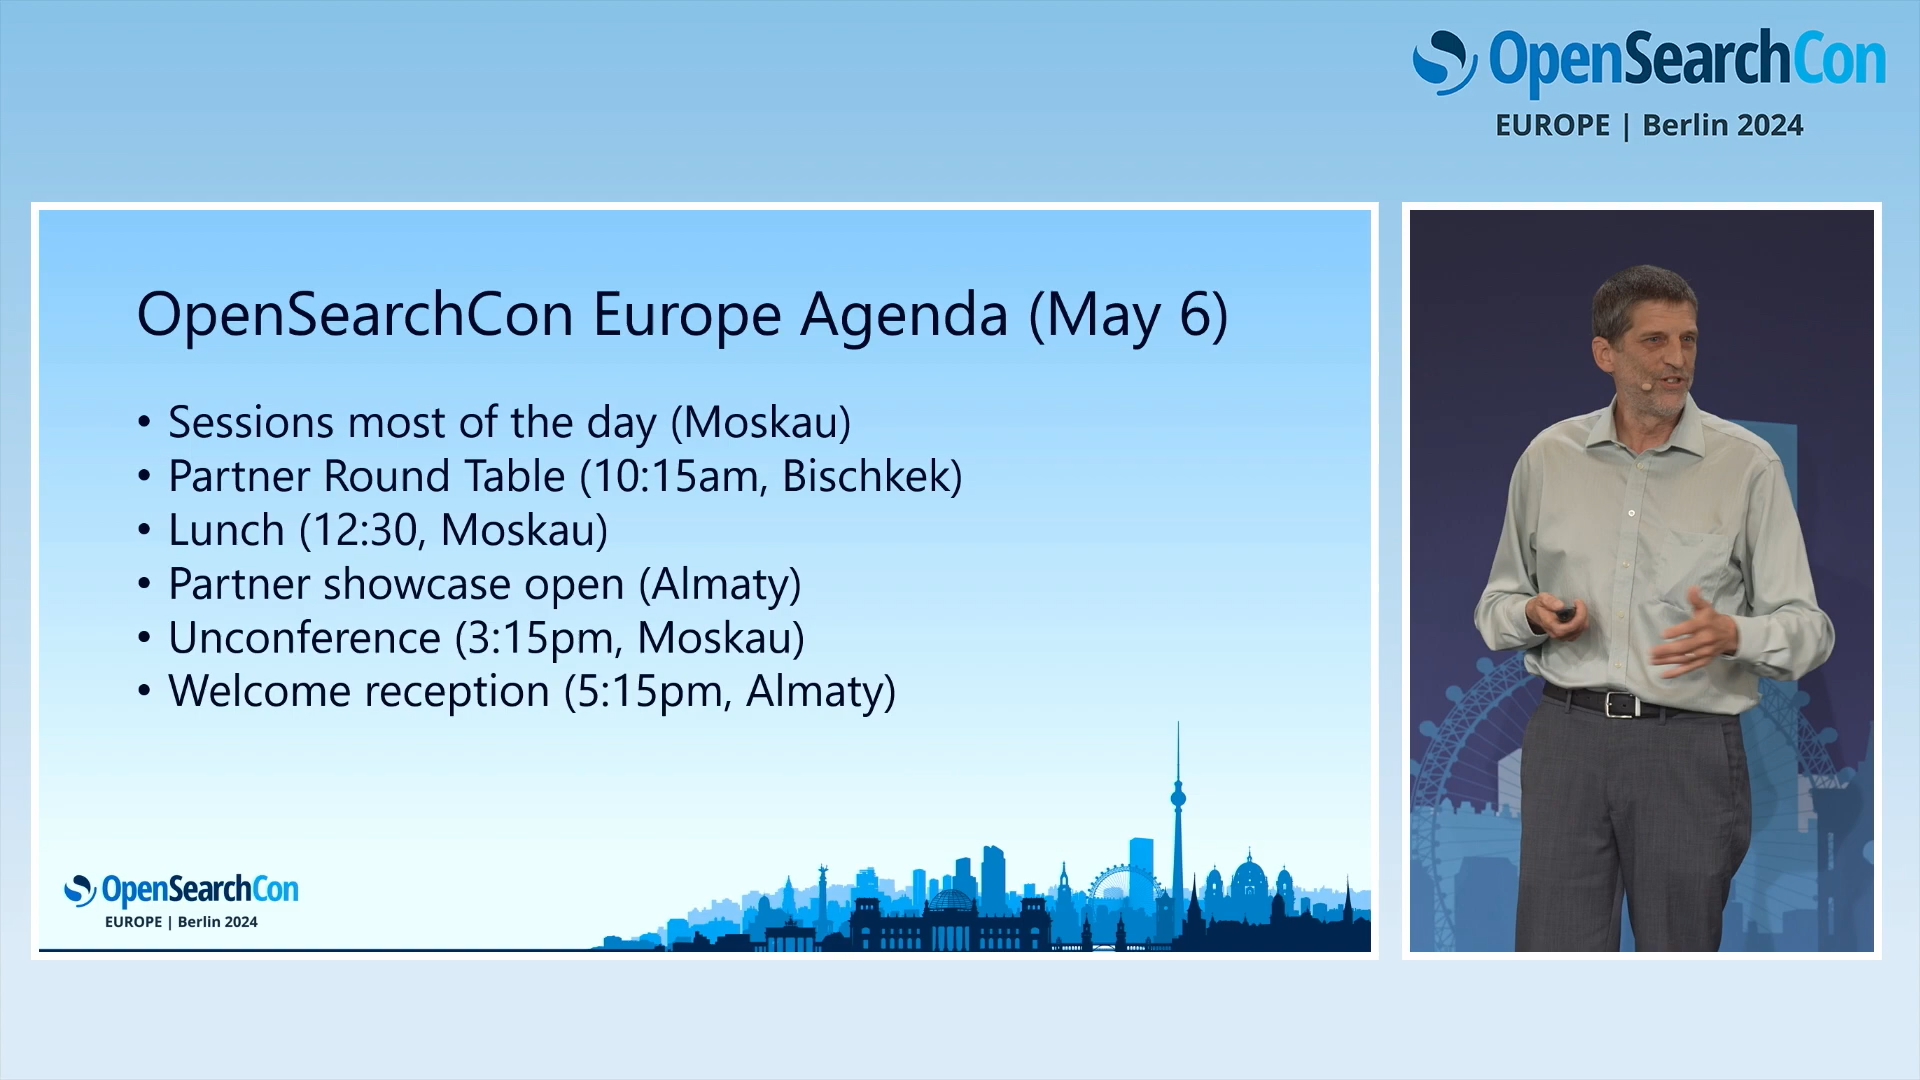 OpenSearchCon
EUROPE | Berlin 2024
OpenSearchCon Europe Agenda (May 6)
• Sessions most of the day (Moskau)
• Partner Round Table (10:15am, Bischkek)
• Lunch (12:30, Moskau)
• Partner showcase open (Almaty)
• Unconference (3:15pm, Moskau)
• Welcome reception (5:15pm, Almaty)
OpenSearchCon
EUROPE | Berlin 2024